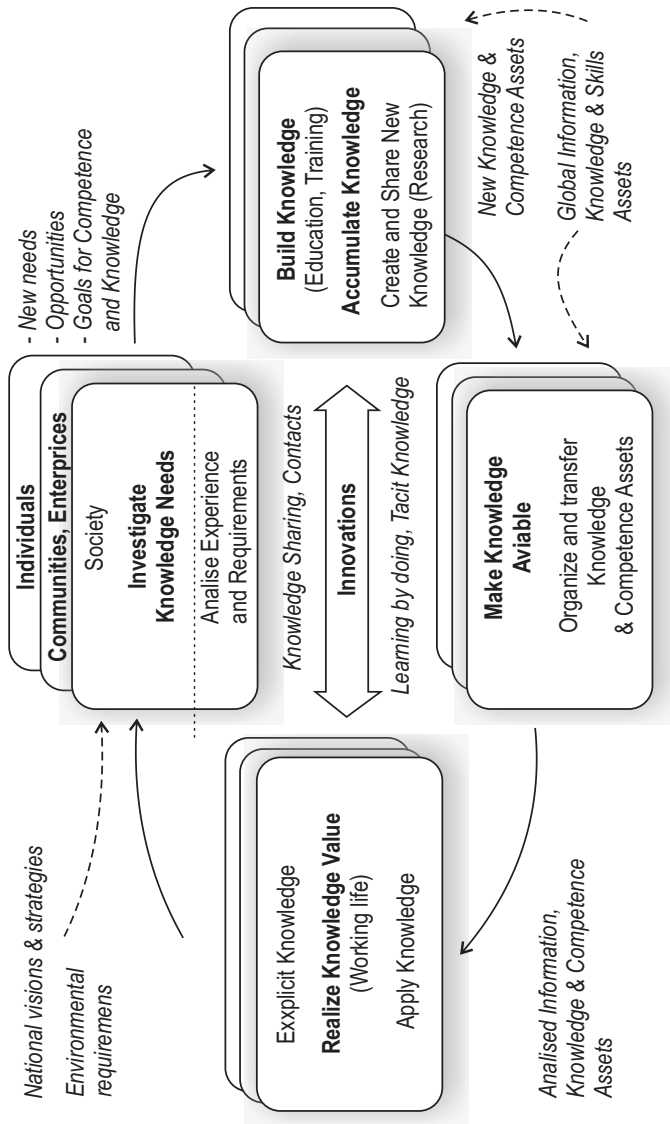 National visions & strategies
Environmental
requiremens
Individuals
Communities, Enterprices
Society
Investigate
Knowledge Needs
Analise Experience
and Requirements
- New needs
- Opportunities
- Goals for Competence
and Knowledge
Exxplicit Knowledge
Realize Knowledge Value
(Working life)
Apply Knowledge
Knowledge Sharing, Contacts
Innovations
Learning by doing, Tacit Knowledge
Build Knowledge
(Education, Training)
Accumulate Knowledge
Create and Share New
Knowledge (Research)
Analised Information,
Knowledge & Competence
Assets
Make Knowledge
Aviable
Organize and transfer
Knowledge
& Competence Assets
New Knowledge &
Competence Assets
Global Information,
Knowledge & Skills
Assets